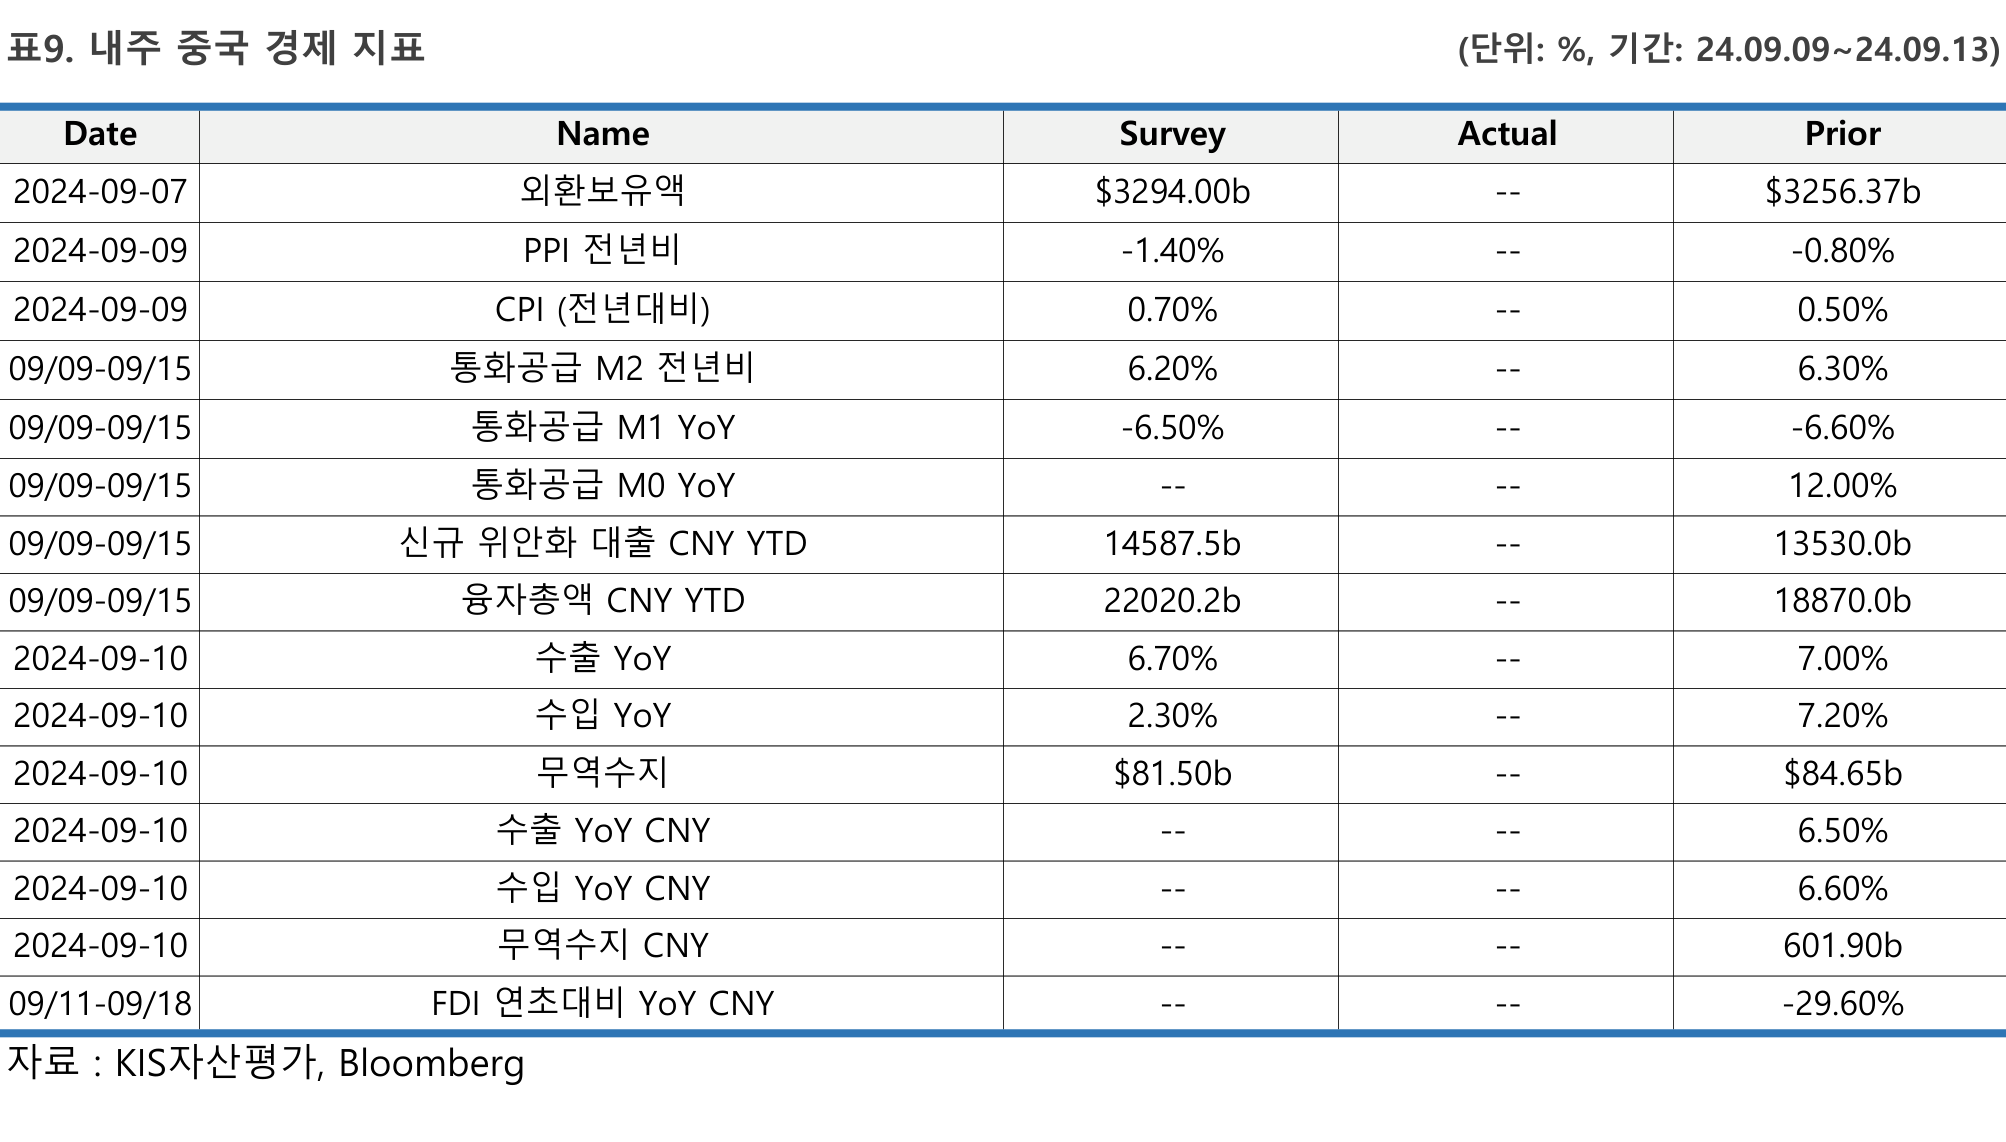 표9. 내주 중국 경제 지표 (단위: %, 기간: 24.09.09~24.09.13)
Date Name Survey Actual Prior
2024-09-07 외환보유액 $3294.00b -- $3256.37b
2024-09-09 PPI 전년비 -1.40% -- -0.80%
2024-09-09 CPI (전년대비) 0.70% -- 0.50%
09/09-09/15 통화공급 M2 전년비 6.20% -- 6.30%
09/09-09/15 통화공급 M1 YoY -6.50% -- -6.60%
09/09-09/15 통화공급 M0 YoY -- -- 12.00%
09/09-09/15 신규 위안화 대출 CNY YTD 14587.5b -- 13530.0b
09/09-09/15 융자총액 CNY YTD 22020.2b -- 18870.0b
2024-09-10 수출 YoY 6.70% -- 7.00%
2024-09-10 수입 YoY 2.30% -- 7.20%
2024-09-10 무역수지 $81.50b -- $84.65b
2024-09-10 수출 YoY CNY -- -- 6.50%
2024-09-10 수입 YoY CNY -- -- 6.60%
2024-09-10 무역수지 CNY -- -- 601.90b
09/11-09/18 FDI 연초대비 YoY CNY -- -- -29.60%
자료 : KIS자산평가, Bloomberg